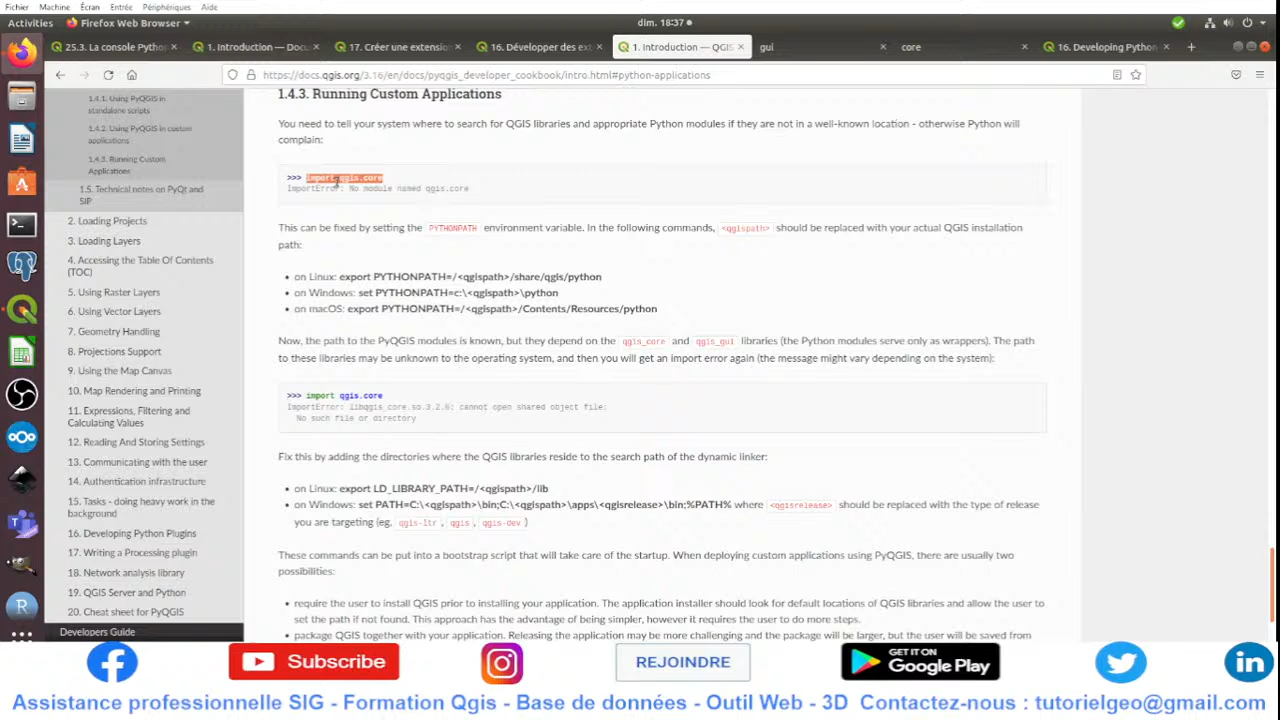 Fichier Machine Écran Entrée Périphériques Aide
Activities Firefox Web Browser dim. 18:37
25.3. La console Pytho 1. Introduction — Docu 17. Créer une extension 16. Développer des ext 1. Introduction — QGIS gui core 16. Developing Python
https://docs.qgis.org/3.16/en/docs/pyqgis_developer_cookbook/intro.html#python-applications
1.4.1. Using PyQGIS in
standalone scripts
1.4.2. Using PyQGIS in custom
applications
1.4.3. Running Custom
Applications
1.5. Technical notes on PyQt and
SIP
2. Loading Projects
3. Loading Layers
4. Accessing the Table Of Contents
(TOC)
5. Using Raster Layers
6. Using Vector Layers
7. Geometry Handling
8. Projections Support
9. Using the Map Canvas
10. Map Rendering and Printing
11. Expressions, Filtering and
Calculating Values
12. Reading And Storing Settings
13. Communicating with the user
14. Authentication infrastructure
15. Tasks - doing heavy work in the
background
16. Developing Python Plugins
17. Writing a Processing plugin
18. Network analysis library
19. QGIS Server and Python
20. Cheat sheet for PyQGIS
Developers Guide
1.4.3. Running Custom Applications
You need to tell your system where to search for QGIS libraries and appropriate Python modules if they are not in a well-known location - otherwise Python will
complain:
>>> import qgis.core
ImportError: No module named qgis.core
This can be fixed by setting the PYTHONPATH environment variable. In the following commands, <qgispath> should be replaced with your actual QGIS installation
path:
• on Linux: export PYTHONPATH=/<qgispath>/share/qgis/python
• on Windows: set PYTHONPATH=c:\<qgispath>\python
• on macOS: export PYTHONPATH=/<qgispath>/Contents/Resources/python
Now, the path to the PyQGIS modules is known, but they depend on the qgis_core and qgis_gui libraries (the Python modules serve only as wrappers). The path
to these libraries may be unknown to the operating system, and then you will get an import error again (the message might vary depending on the system):
>>> import qgis.core
ImportError: libqgis_core.so.3.2.6: cannot open shared object file:
No such file or directory
Fix this by adding the directories where the QGIS libraries reside to the search path of the dynamic linker:
• on Linux: export LD_LIBRARY_PATH=/<qgispath>/lib
• on Windows: set PATH=C:\<qgispath>\bin;C:\<qgispath>\apps\<qgisrelease>\bin;%PATH% where <qgisrelease> should be replaced with the type of release
you are targeting (eg, qgis-ltr, qgis, qgis-dev)
These commands can be put into a bootstrap script that will take care of the startup. When deploying custom applications using PyQGIS, there are usually two
possibilities:
• require the user to install QGIS prior to installing your application. The application installer should look for default locations of QGIS libraries and allow the user to
set the path if not found. This approach has the advantage of being simpler, however it requires the user to do more steps.
• package QGIS together with your application. Releasing the application may be more challenging and the package will be larger, but the user will be saved from
Subscribe
REJOINDRE
GET IT ON
Google Play
in
Assistance professionnelle SIG - Formation Qgis - Base de données - Outil Web - 3D Contactez-nous : tutorielgeo@gmail.com